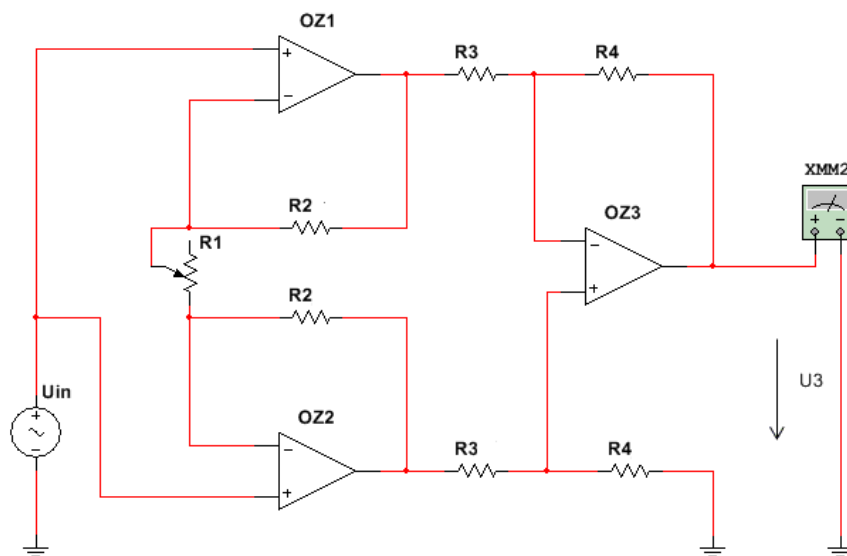 OZ1
R3
R4
+
−
XMM2
+ −
R2
OZ3
R1
−
+
R2
U3
Uin
+
−
OZ2
−
+
R3
R4